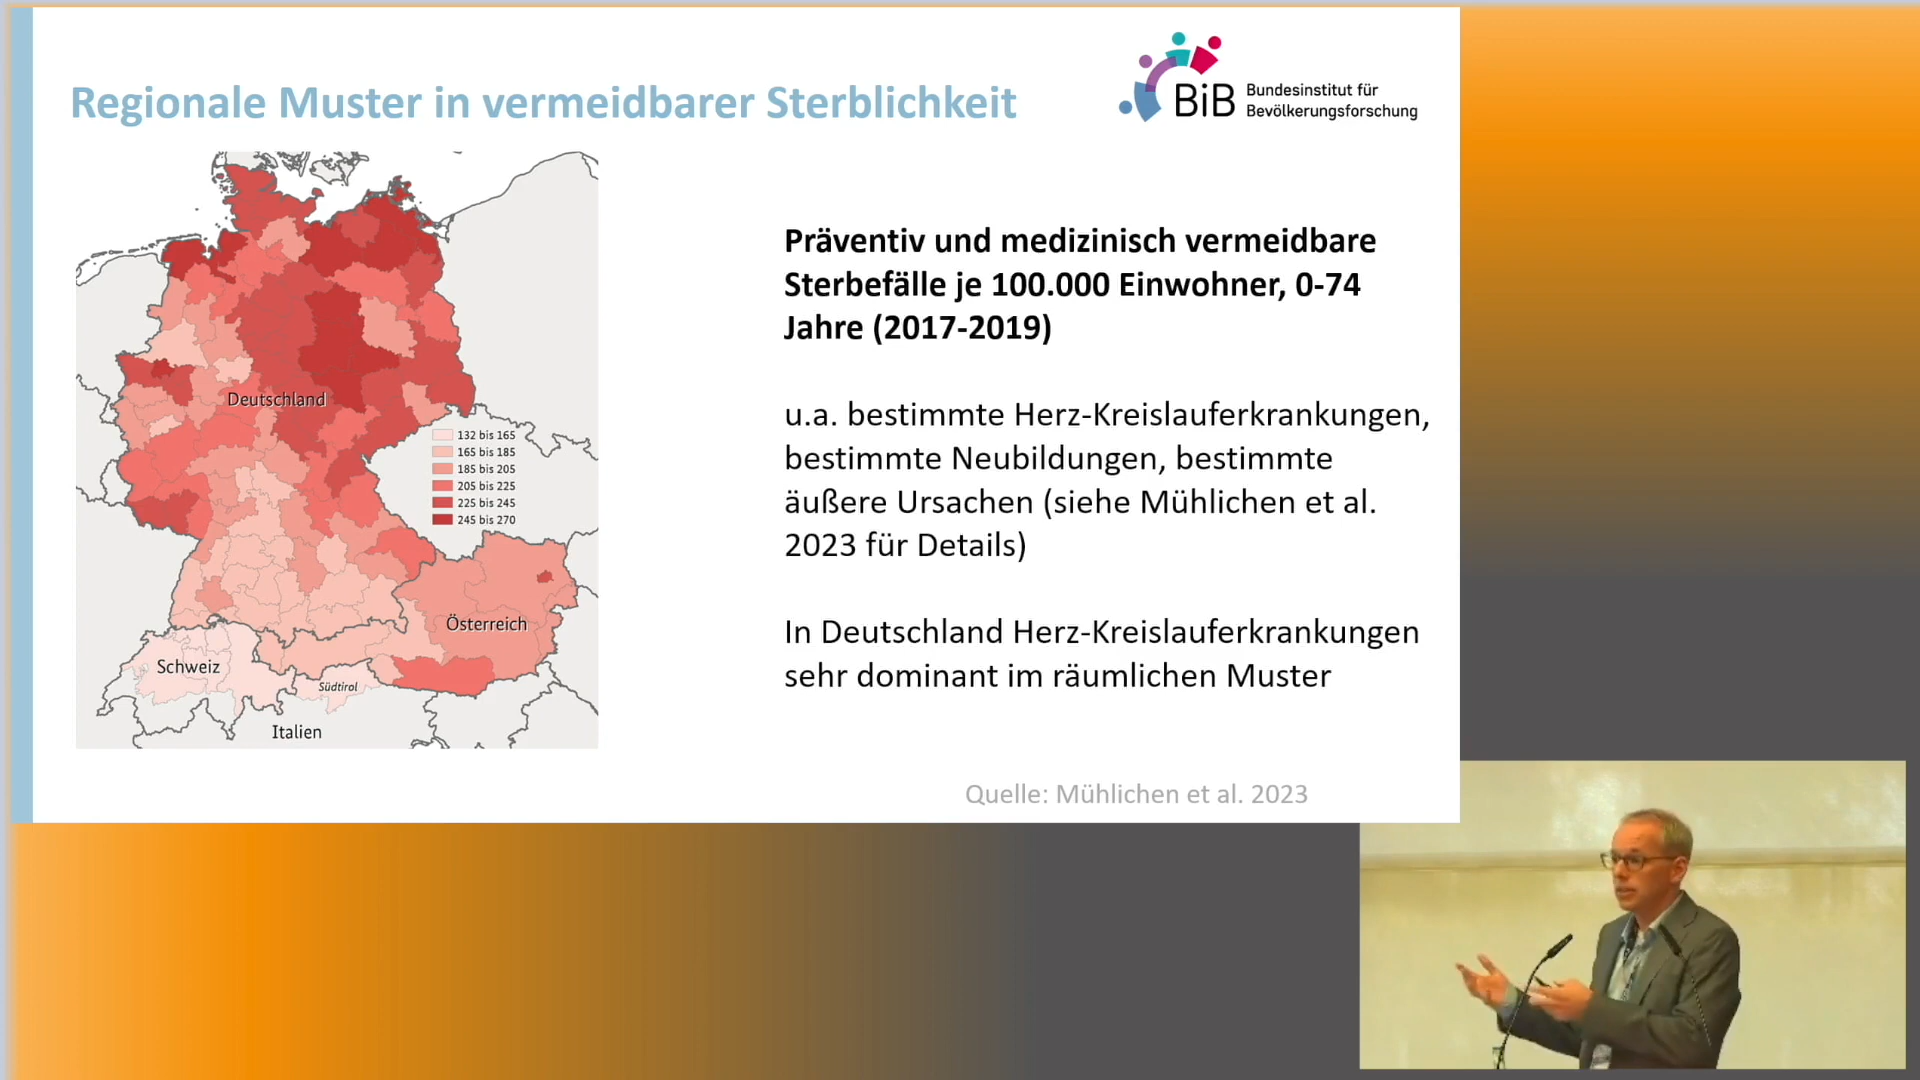 Regionale Muster in vermeidbarer Sterblichkeit
BiB
Bundesinstitut für
Bevölkerungsforschung
Präventiv und medizinisch vermeidbare
Sterbefälle je 100.000 Einwohner, 0-74
Jahre (2017-2019)
u.a. bestimmte Herz-Kreislauferkrankungen,
bestimmte Neubildungen, bestimmte
äußere Ursachen (siehe Mühlichen et al.
2023 für Details)
In Deutschland Herz-Kreislauferkrankungen
sehr dominant im räumlichen Muster
Deutschland
132 bis 165
165 bis 185
185 bis 205
205 bis 225
225 bis 245
245 bis 270
Österreich
Schweiz
Südtirol
Italien
Quelle: Mühlichen et al. 2023